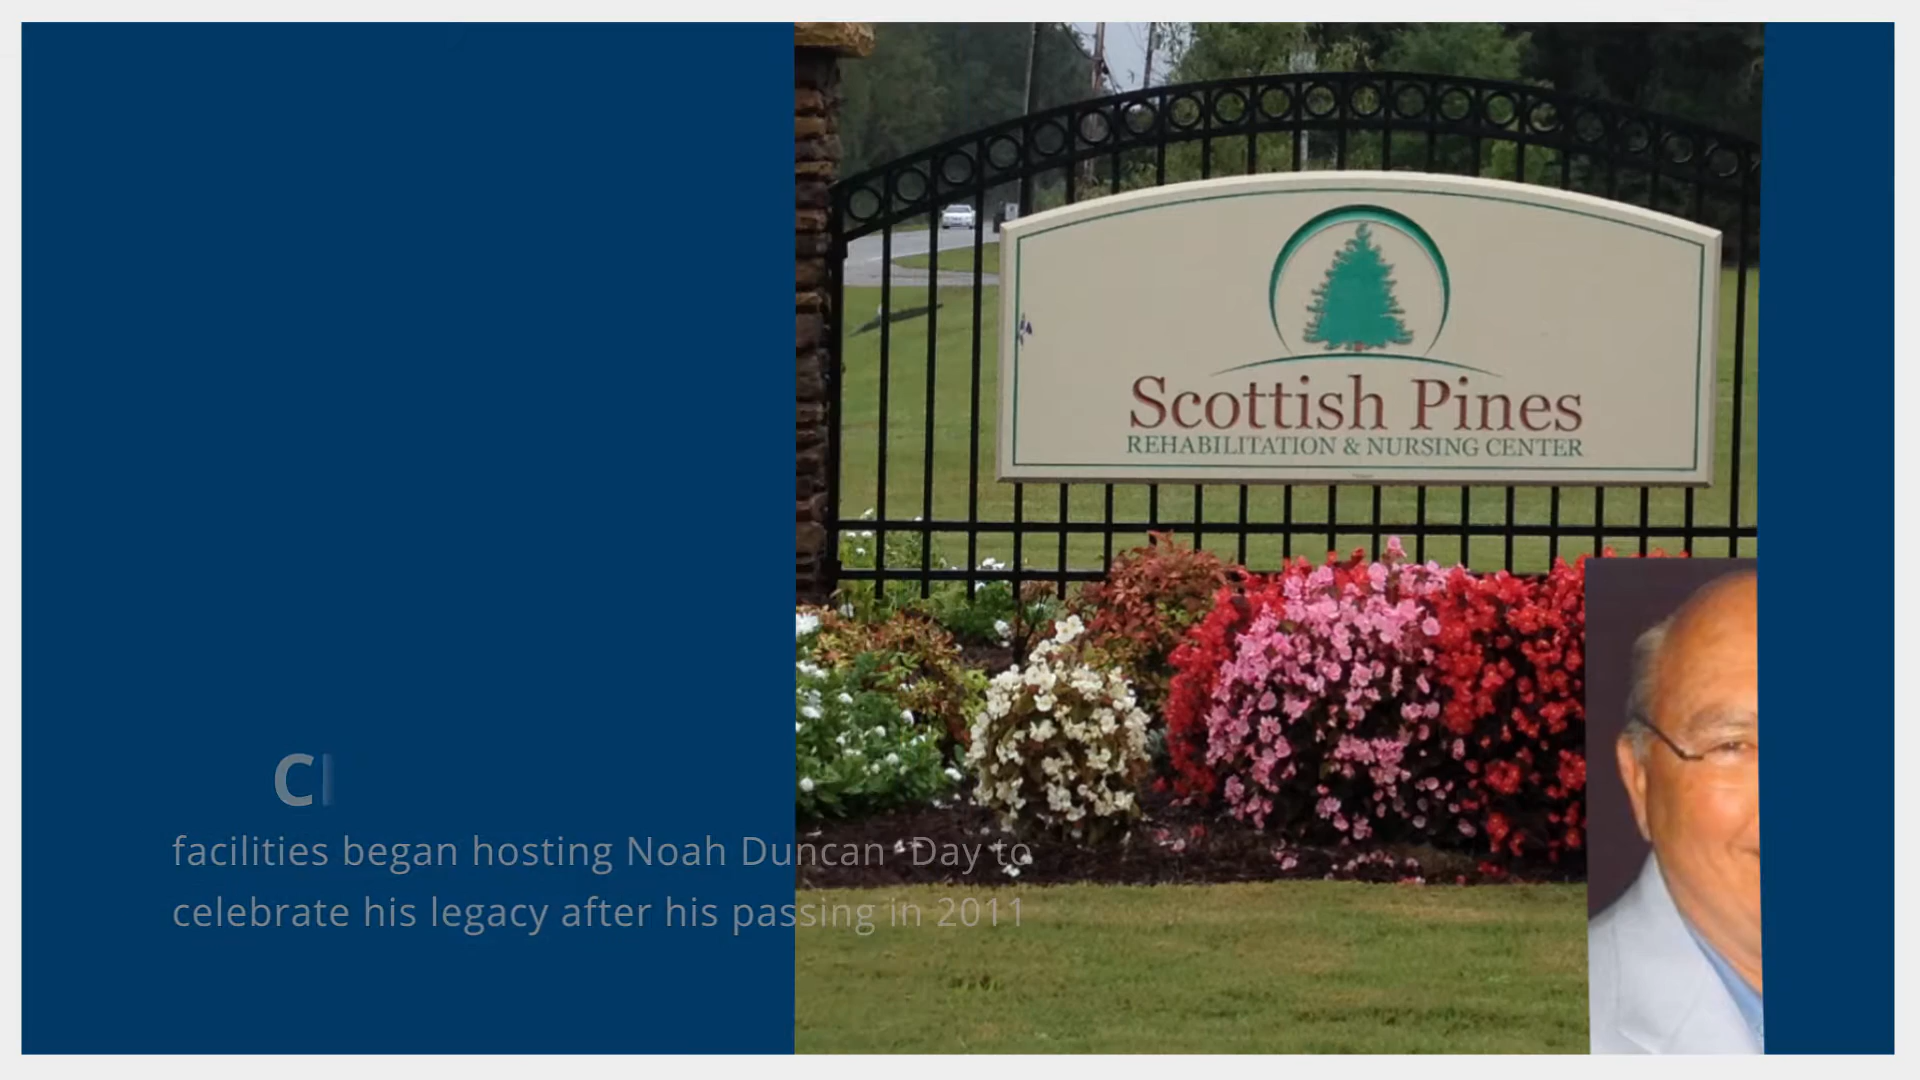 Scottish Pines
REHABILITATION & NURSING CENTER
C
facilities began hosting Noah Duncan Day to
celebrate his legacy after his passing in 2011